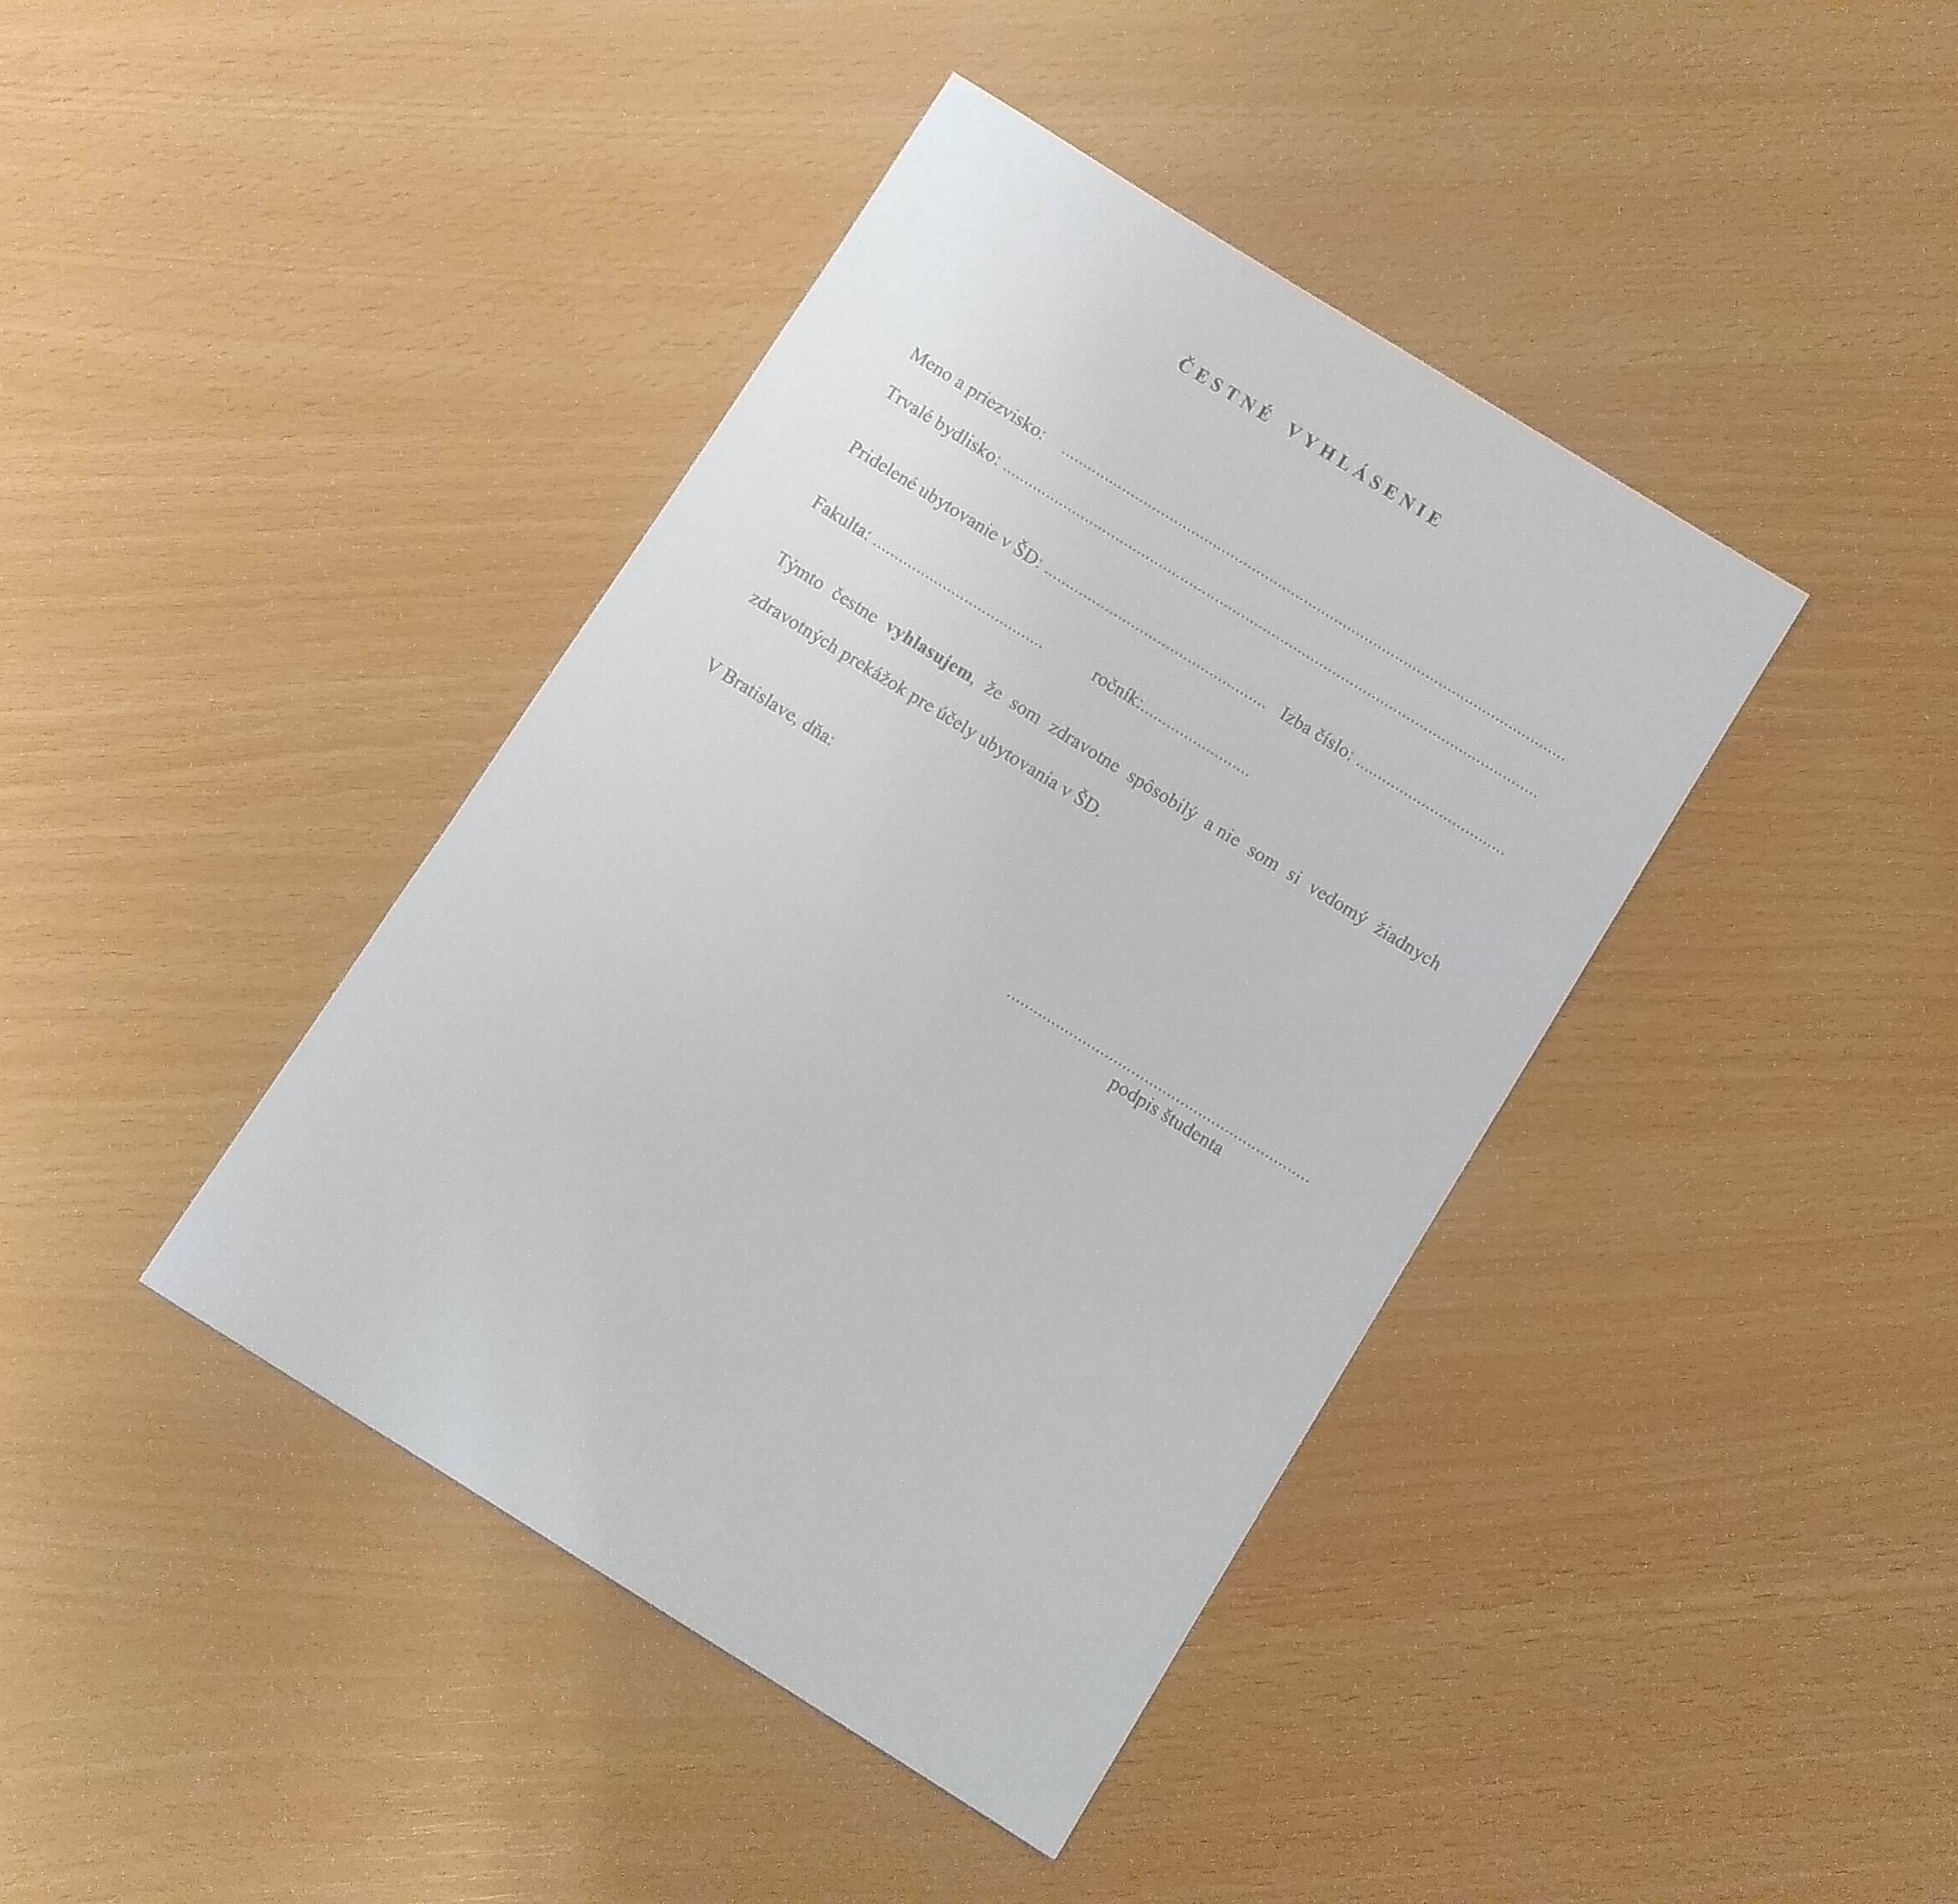 ČESTNÉ VYHLÁSENIE
Meno a priezvisko: ................................................................................
Trvalé bydlisko: ................................................................................
Pridelené ubytovanie v ŠD: ........................................ Izba číslo: ..............................
Fakulta: .............................. ročník:....................
Týmto čestne vyhlasujem, že som zdravotne spôsobilý a nie som si vedomý žiadnych
zdravotných prekážok pre účely ubytovania v ŠD.
V Bratislave, dňa:
............................................................
podpis študenta